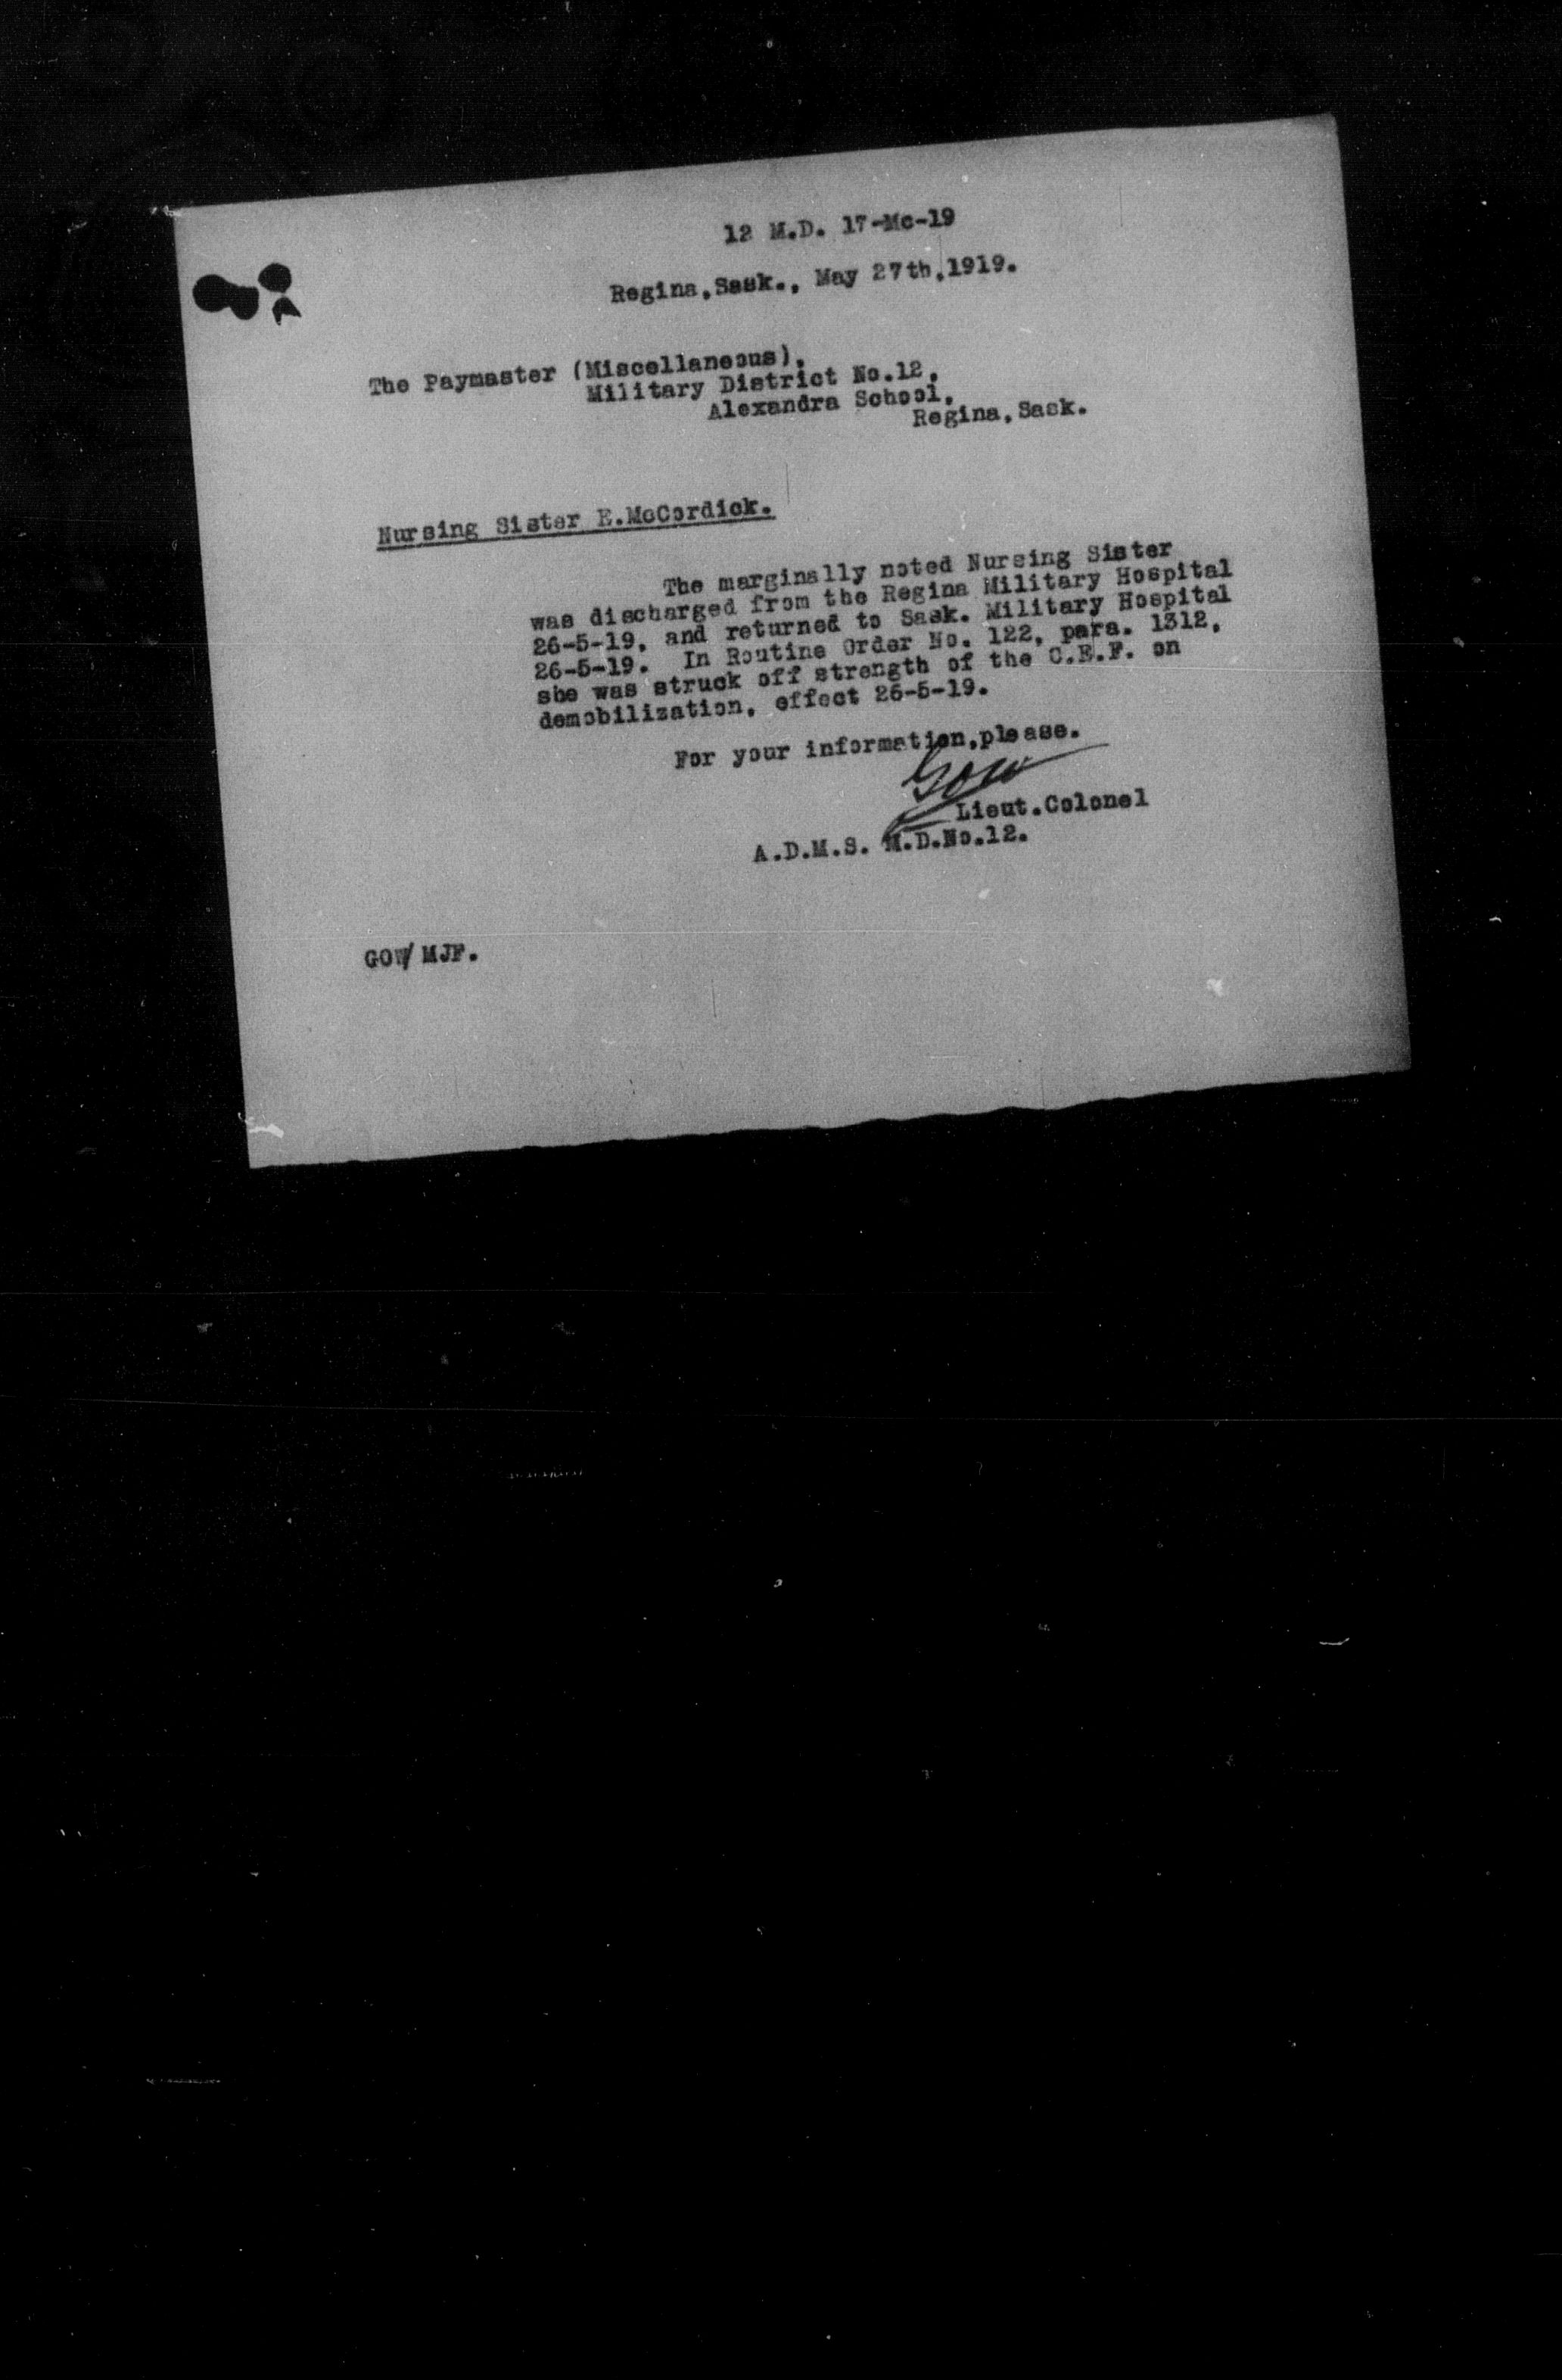 12 M.D. 17-Mc-19
Regina,Sask., May 27th,1919.
The Paymaster (Miscellaneous),
Military District No.12,
Alexandra School,
Regina,Sask.
Nursing Sister E.McCordick.
The marginally noted Nursing Sister
was discharged from the Regina Military Hospital
26-5-19, and returned to Sask. Military Hospital
26-5-19. In Routine Order No. 122, para. 1312,
she was struck off strength of the C.E.F. on
demobilization, effect 26-5-19.
For your information,please.
GOW
Lieut.Colonel
A.D.M.S. M.D.No.12.
GOW/MJF.